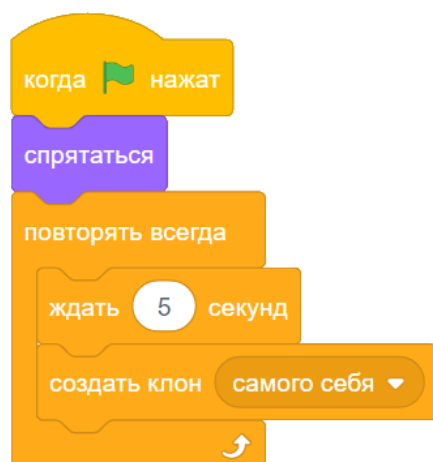 когда нажат
спрятаться
повторять всегда
ждать 5 секунд
создать клон самого себя